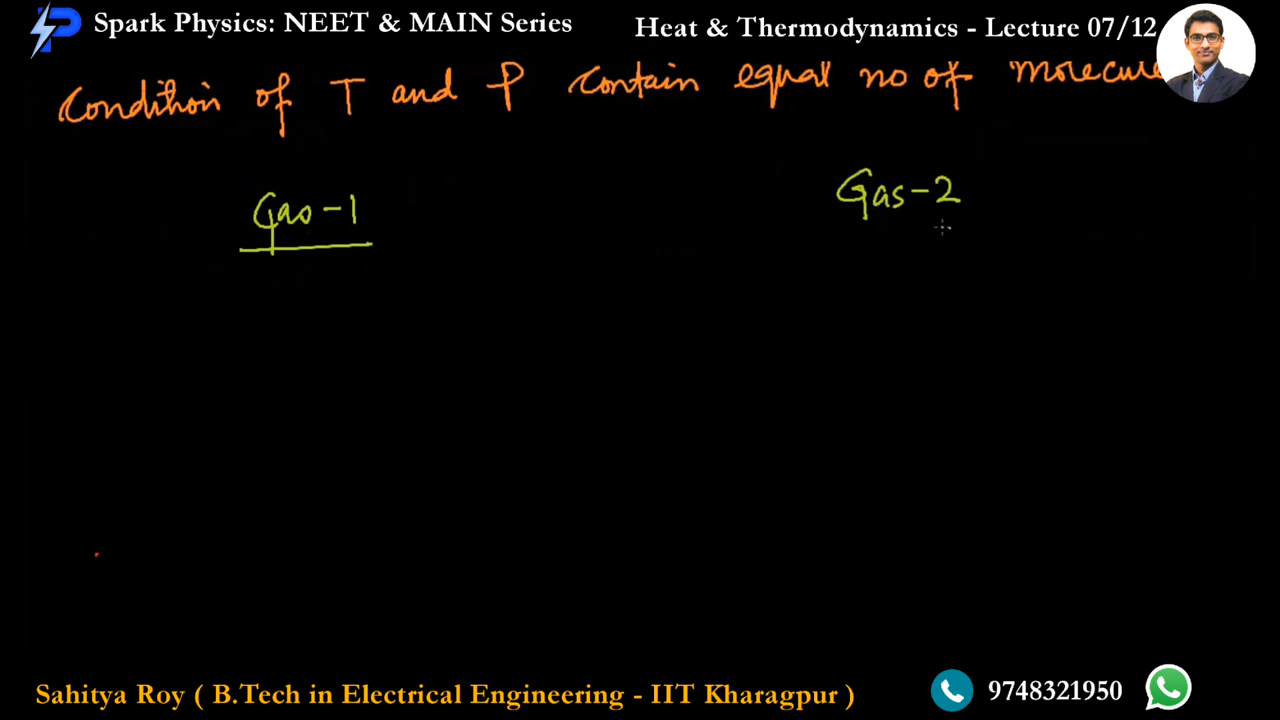 Spark Physics: NEET & MAIN Series
Heat & Thermodynamics - Lecture 07/12
Condition of T and P contain equal no of molecule
Gas-1
Gas-2
Sahitya Roy ( B.Tech in Electrical Engineering - IIT Kharagpur )
9748321950